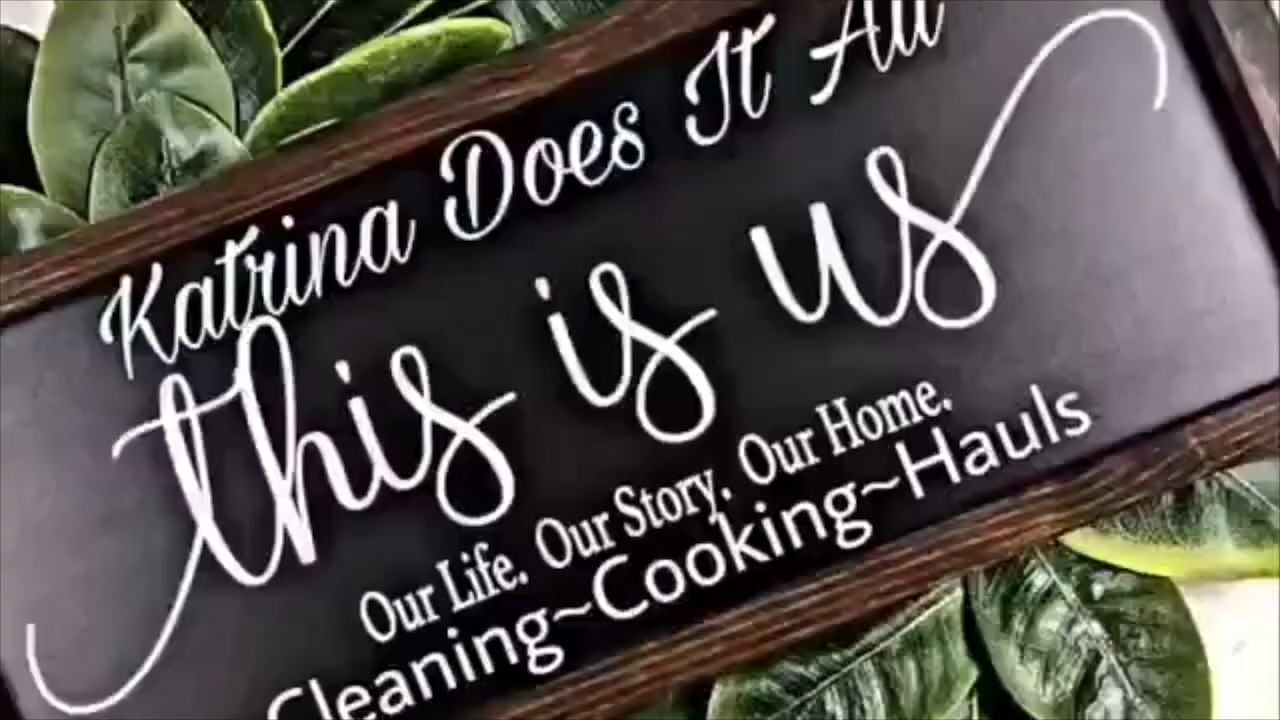 Katrina Does It All
this is us
Our Life. Our Story. Our Home.
Cleaning~Cooking~Hauls